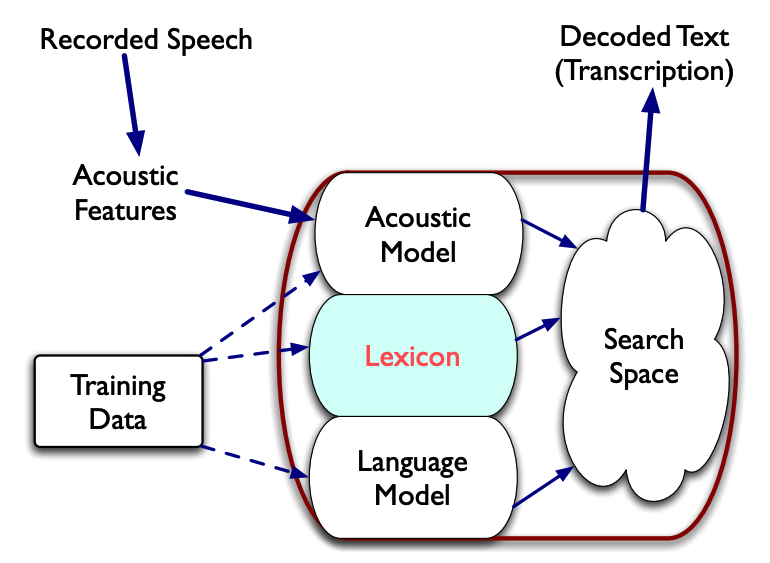 Recorded Speech
Decoded Text
(Transcription)
Acoustic
Features
Acoustic
Model
Lexicon
Search
Space
Training
Data
Language
Model